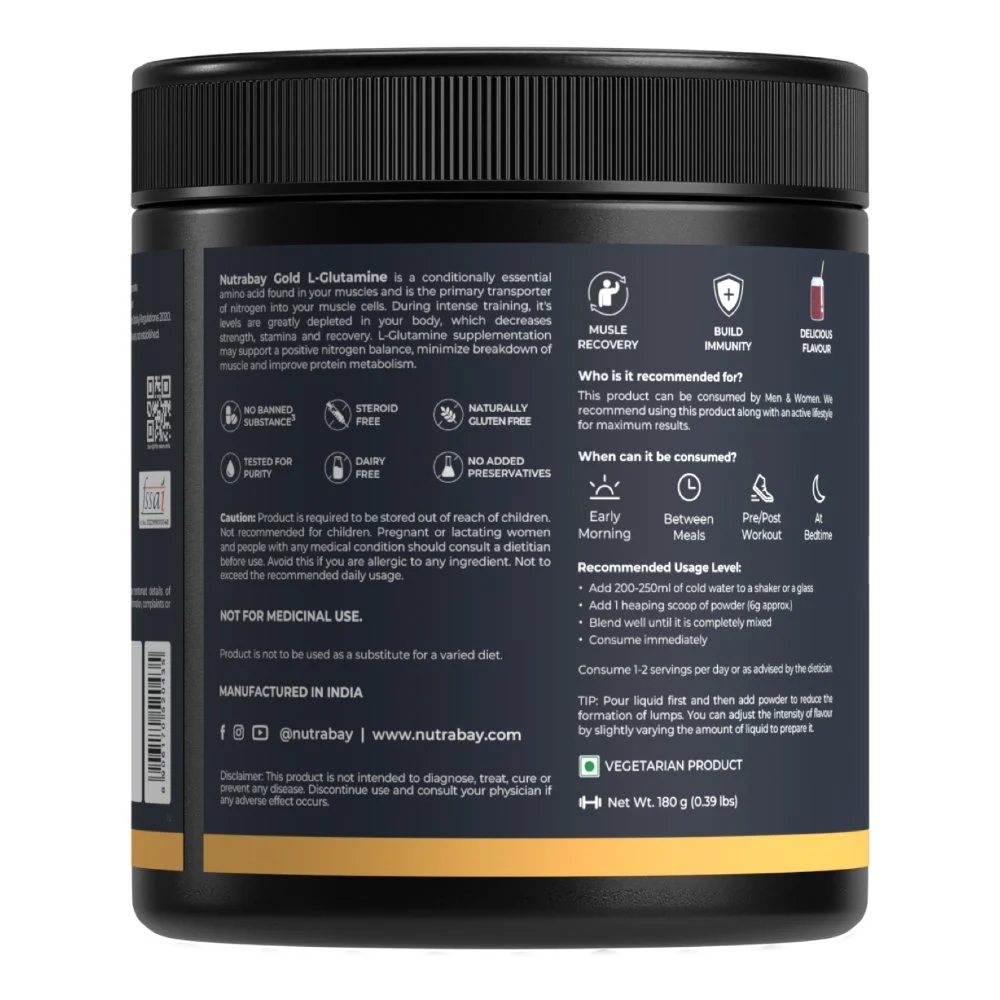 Nutrabay Gold L-Glutamine is a conditionally essential
amino acid found in your muscles and is the primary transporter
of nitrogen into your muscle cells. During intense training, it's
levels are greatly depleted in your body, which decreases
strength, stamina and recovery. L-Glutamine supplementation
may support a positive nitrogen balance, minimize breakdown of
muscle and improve protein metabolism.
NO BANNED
SUBSTANCE³
STEROID
FREE
NATURALLY
GLUTEN FREE
TESTED FOR
PURITY
DAIRY
FREE
NO ADDED
PRESERVATIVES
Caution: Product is required to be stored out of reach of children.
Not recommended for children. Pregnant or lactating women
and people with any medical condition should consult a dietitian
before use. Avoid this if you are allergic to any ingredient. Not to
exceed the recommended daily usage.
NOT FOR MEDICINAL USE.
Product is not to be used as a substitute for a varied diet.
MANUFACTURED IN INDIA
@nutrabay | www.nutrabay.com
Disclaimer: This product is not intended to diagnose, treat, cure or
prevent any disease. Discontinue use and consult your physician if
any adverse effect occurs.
MUSLE
RECOVERY
BUILD
IMMUNITY
DELICIOUS
FLAVOUR
Who is it recommended for?
This product can be consumed by Men & Women. We
recommend using this product along with an active lifestyle
for maximum results.
When can it be consumed?
Early
Morning
Between
Meals
Pre/Post
Workout
At
Bedtime
Recommended Usage Level:
• Add 200-250ml of cold water to a shaker or a glass
• Add 1 heaping scoop of powder (6g approx.)
• Blend well until it is completely mixed
• Consume immediately
Consume 1-2 servings per day or as advised by the dietician.
TIP: Pour liquid first and then add powder to reduce the
formation of lumps. You can adjust the intensity of flavour
by slightly varying the amount of liquid to prepare it.
VEGETARIAN PRODUCT
Net Wt. 180 g (0.39 lbs)
Regulations 2020.
fssai
details of
complaints or